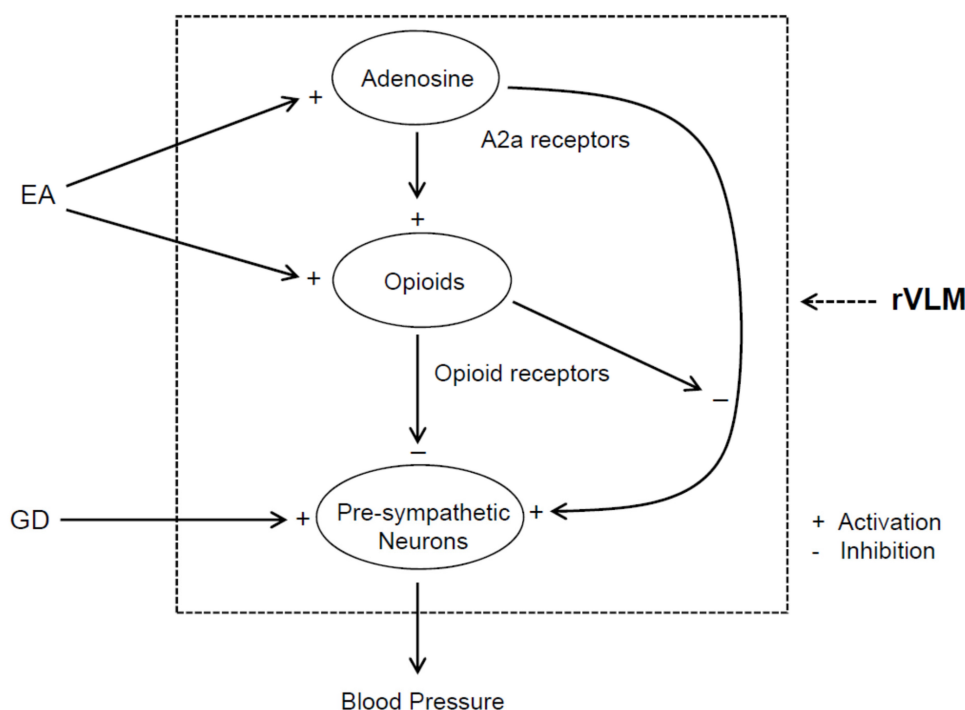 Adenosine
+
A2a receptors
EA
+
+
Opioids
rVLM
Opioid receptors
–
–
GD
+
Pre-sympathetic
Neurons
+
+ Activation
- Inhibition
Blood Pressure